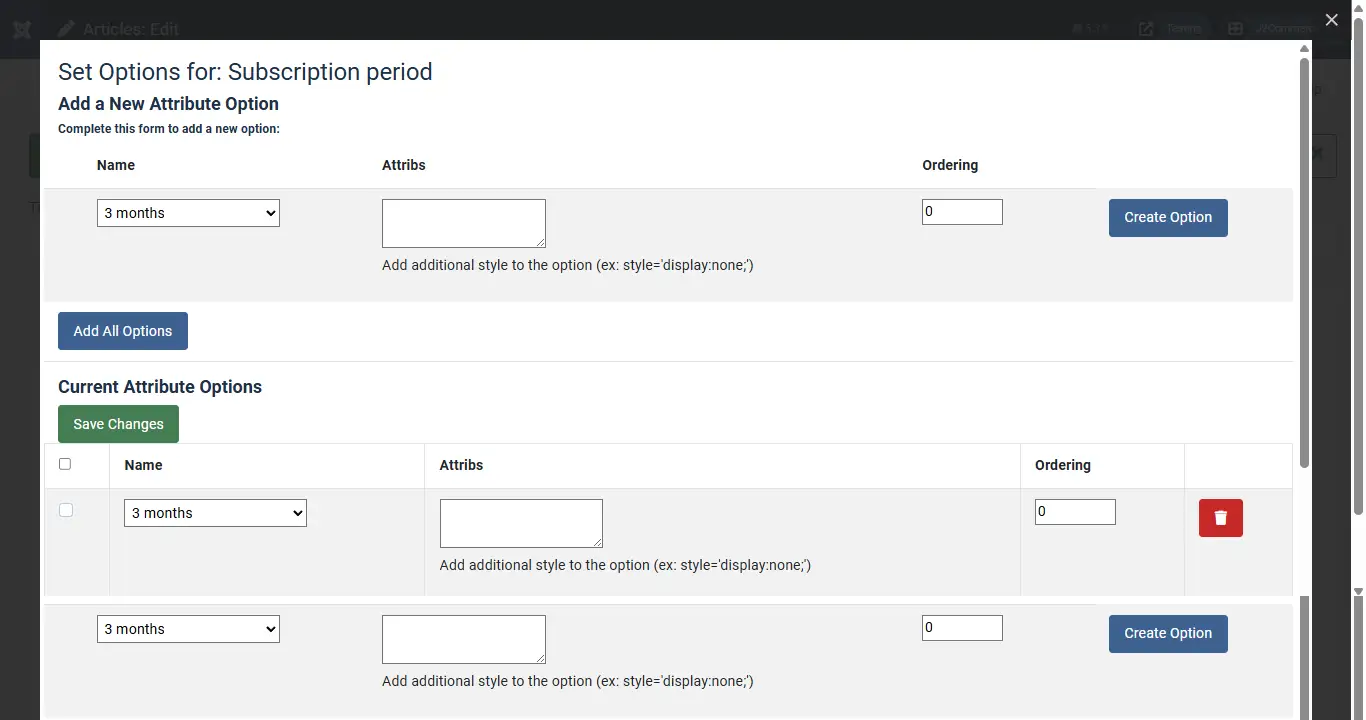 Articles: Edit
Set Options for: Subscription period
Add a New Attribute Option
Complete this form to add a new option:
Name Attribs Ordering
3 months 0 Create Option
Add additional style to the option (ex: style='display:none;')
Add All Options
Current Attribute Options
Save Changes
Name Attribs Ordering
3 months 0
Add additional style to the option (ex: style='display:none;')
3 months 0 Create Option
Add additional style to the option (ex: style='display:none;')